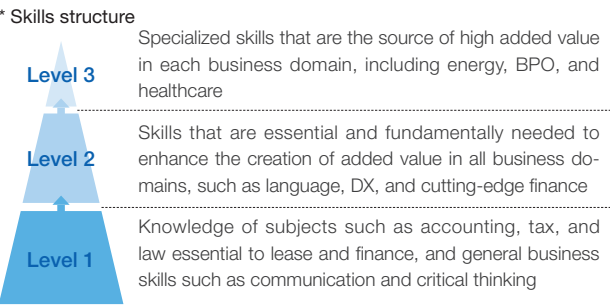 * Skills structure
Specialized skills that are the source of high added value
in each business domain, including energy, BPO, and
healthcare
Level 3
Skills that are essential and fundamentally needed to
enhance the creation of added value in all business do-
mains, such as language, DX, and cutting-edge finance
Level 2
Knowledge of subjects such as accounting, tax, and
law essential to lease and finance, and general business
skills such as communication and critical thinking
Level 1